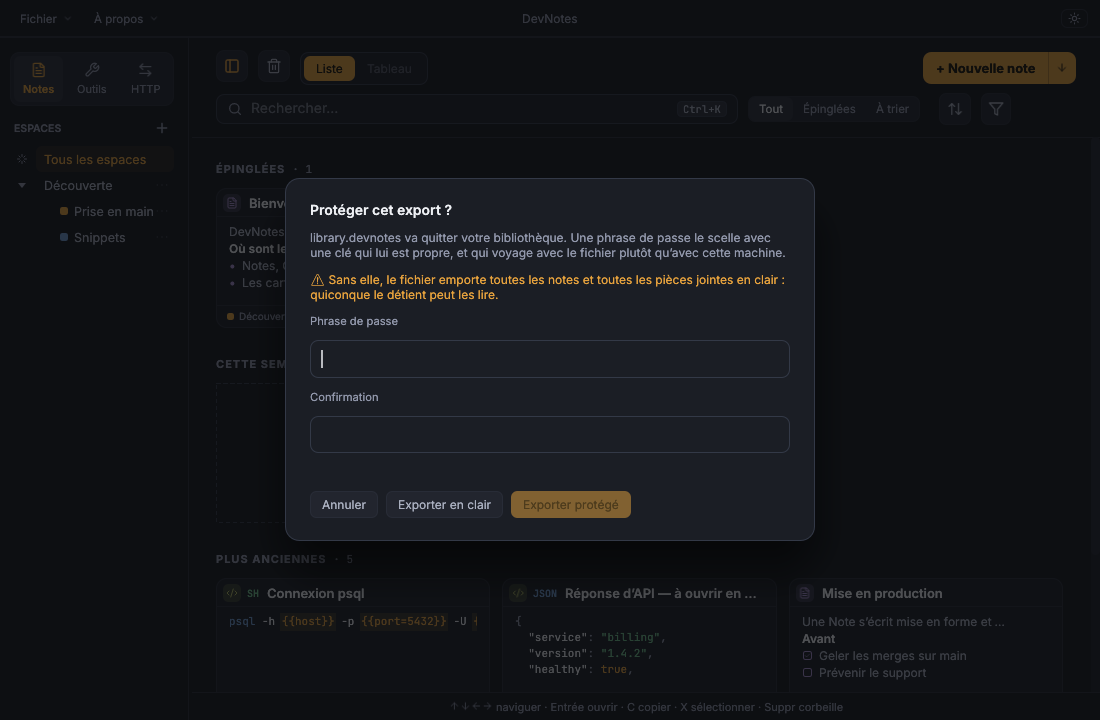 Fichier
À propos
DevNotes
Notes
Outils
HTTP
Liste
Tableau
+ Nouvelle note
Rechercher...
Ctrl+K
Tout
Épinglées
À trier
ESPACES
Tous les espaces
Découverte
Prise en main
Snippets
ÉPINGLÉES · 1
DevNotes
Où sont le
• Notes,
• Les car
Découver
CETTE SEM
Protéger cet export ?
library.devnotes va quitter votre bibliothèque. Une phrase de passe le scelle avec
une clé qui lui est propre, et qui voyage avec le fichier plutôt qu’avec cette machine.
⚠ Sans elle, le fichier emporte toutes les notes et toutes les pièces jointes en clair :
quiconque le détient peut les lire.
Phrase de passe
Confirmation
Annuler
Exporter en clair
Exporter protégé
PLUS ANCIENNES · 5
SH Connexion psql
psql -h {{host}} -p {{port=5432}} -U {
JSON Réponse d’API — à ouvrir en ...
{
"service": "billing",
"version": "1.4.2",
"healthy": true,
Mise en production
Une Note s’écrit mise en forme et ...
Avant
Geler les merges sur main
Prévenir le support
↑ ↓ ← → naviguer · Entrée ouvrir · C copier · X sélectionner · Suppr corbeille